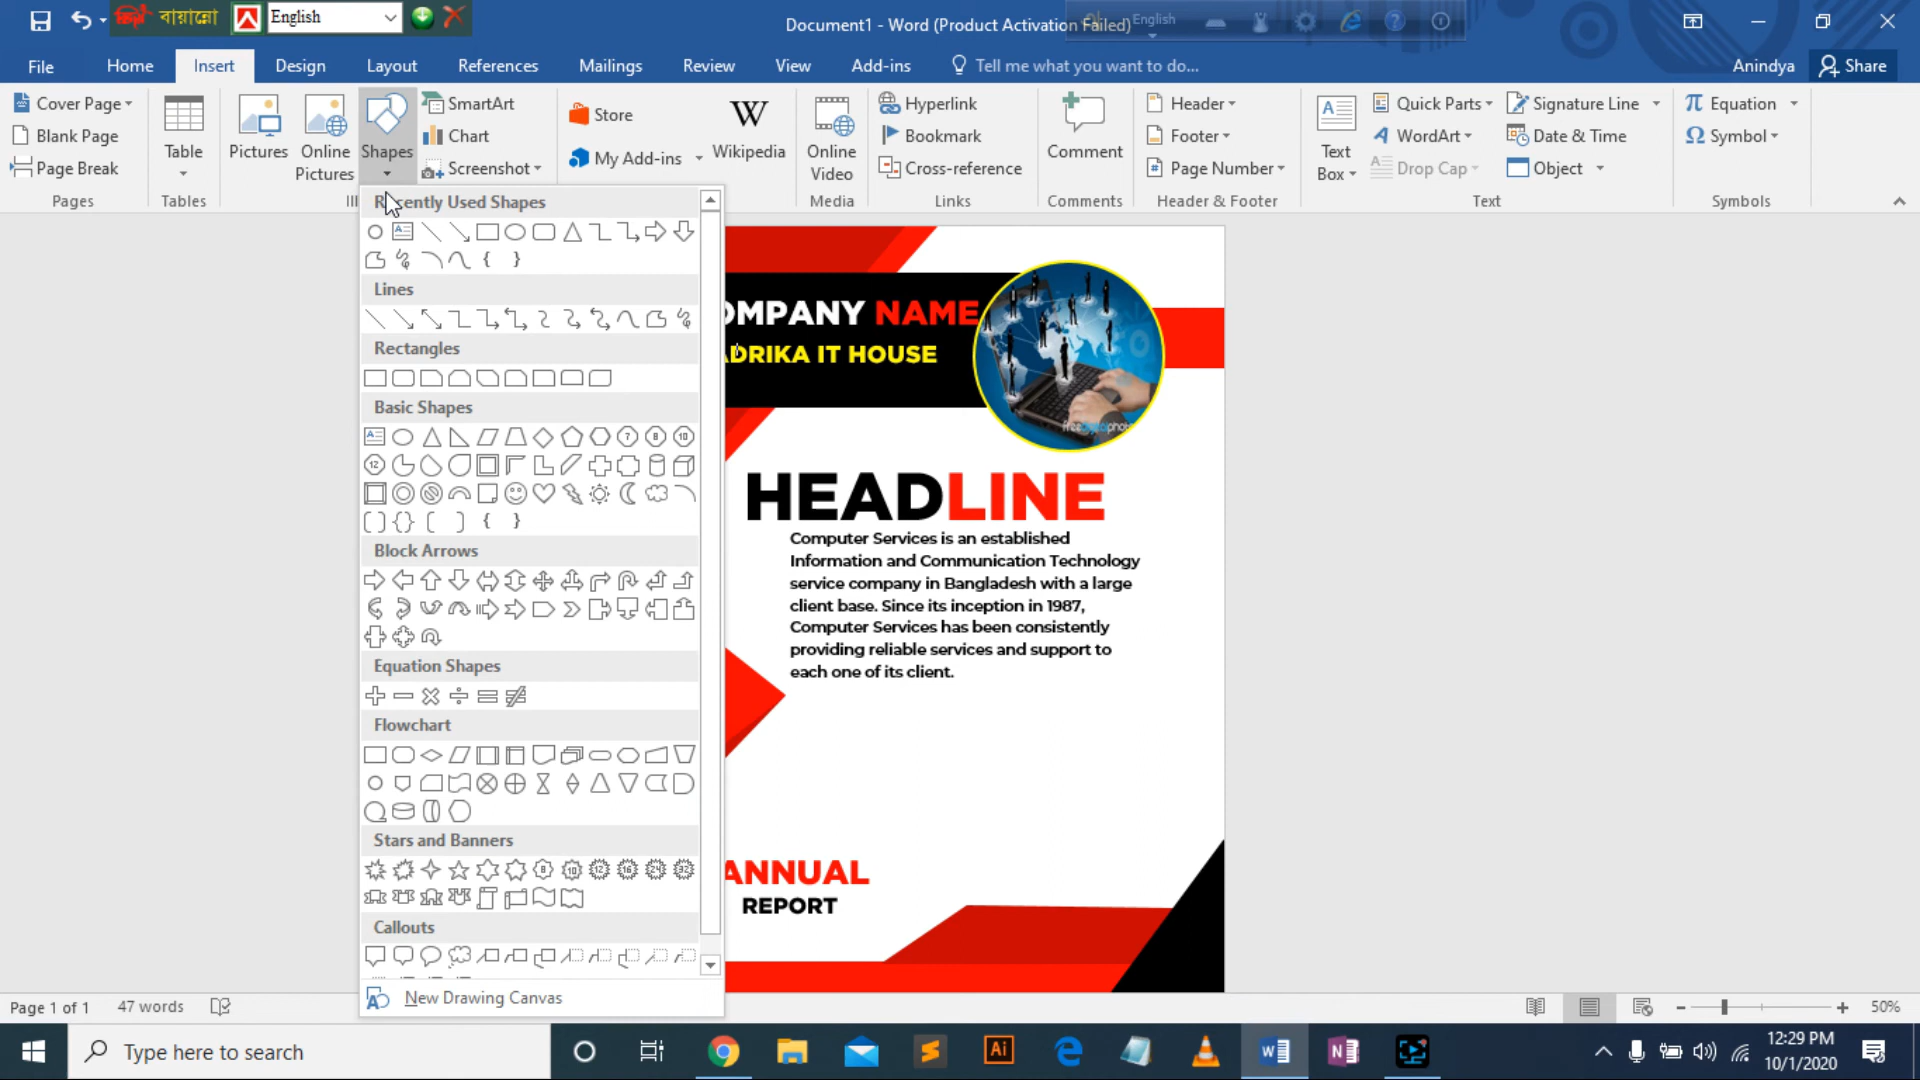 বায়ান্নো
English
Document1 - Word (Product Activation Failed)
English
File
Home
Insert
Design
Layout
References
Mailings
Review
View
Add-ins
Tell me what you want to do...
Anindya
Share
Cover Page
Blank Page
Page Break
Pages
Table
Tables
Pictures
Online
Pictures
Shapes
SmartArt
Chart
Screenshot
Store
My Add-ins
W
Wikipedia
Online
Video
Media
Hyperlink
Bookmark
Cross-reference
Links
Comment
Comments
Header
Footer
Page Number
Header & Footer
Text
Box
Quick Parts
WordArt
Drop Cap
Signature Line
Date & Time
Object
Text
Equation
Symbol
Symbols
Recently Used Shapes
Lines
Rectangles
Basic Shapes
Block Arrows
Equation Shapes
Flowchart
Stars and Banners
Callouts
New Drawing Canvas
OMPANY NAME
ADRIKA IT HOUSE
HEADLINE
Computer Services is an established
Information and Communication Technology
service company in Bangladesh with a large
client base. Since its inception in 1987,
Computer Services has been consistently
providing reliable services and support to
each one of its client.
ANNUAL
REPORT
Page 1 of 1
47 words
50%
Type here to search
Ai
12:29 PM
10/1/2020